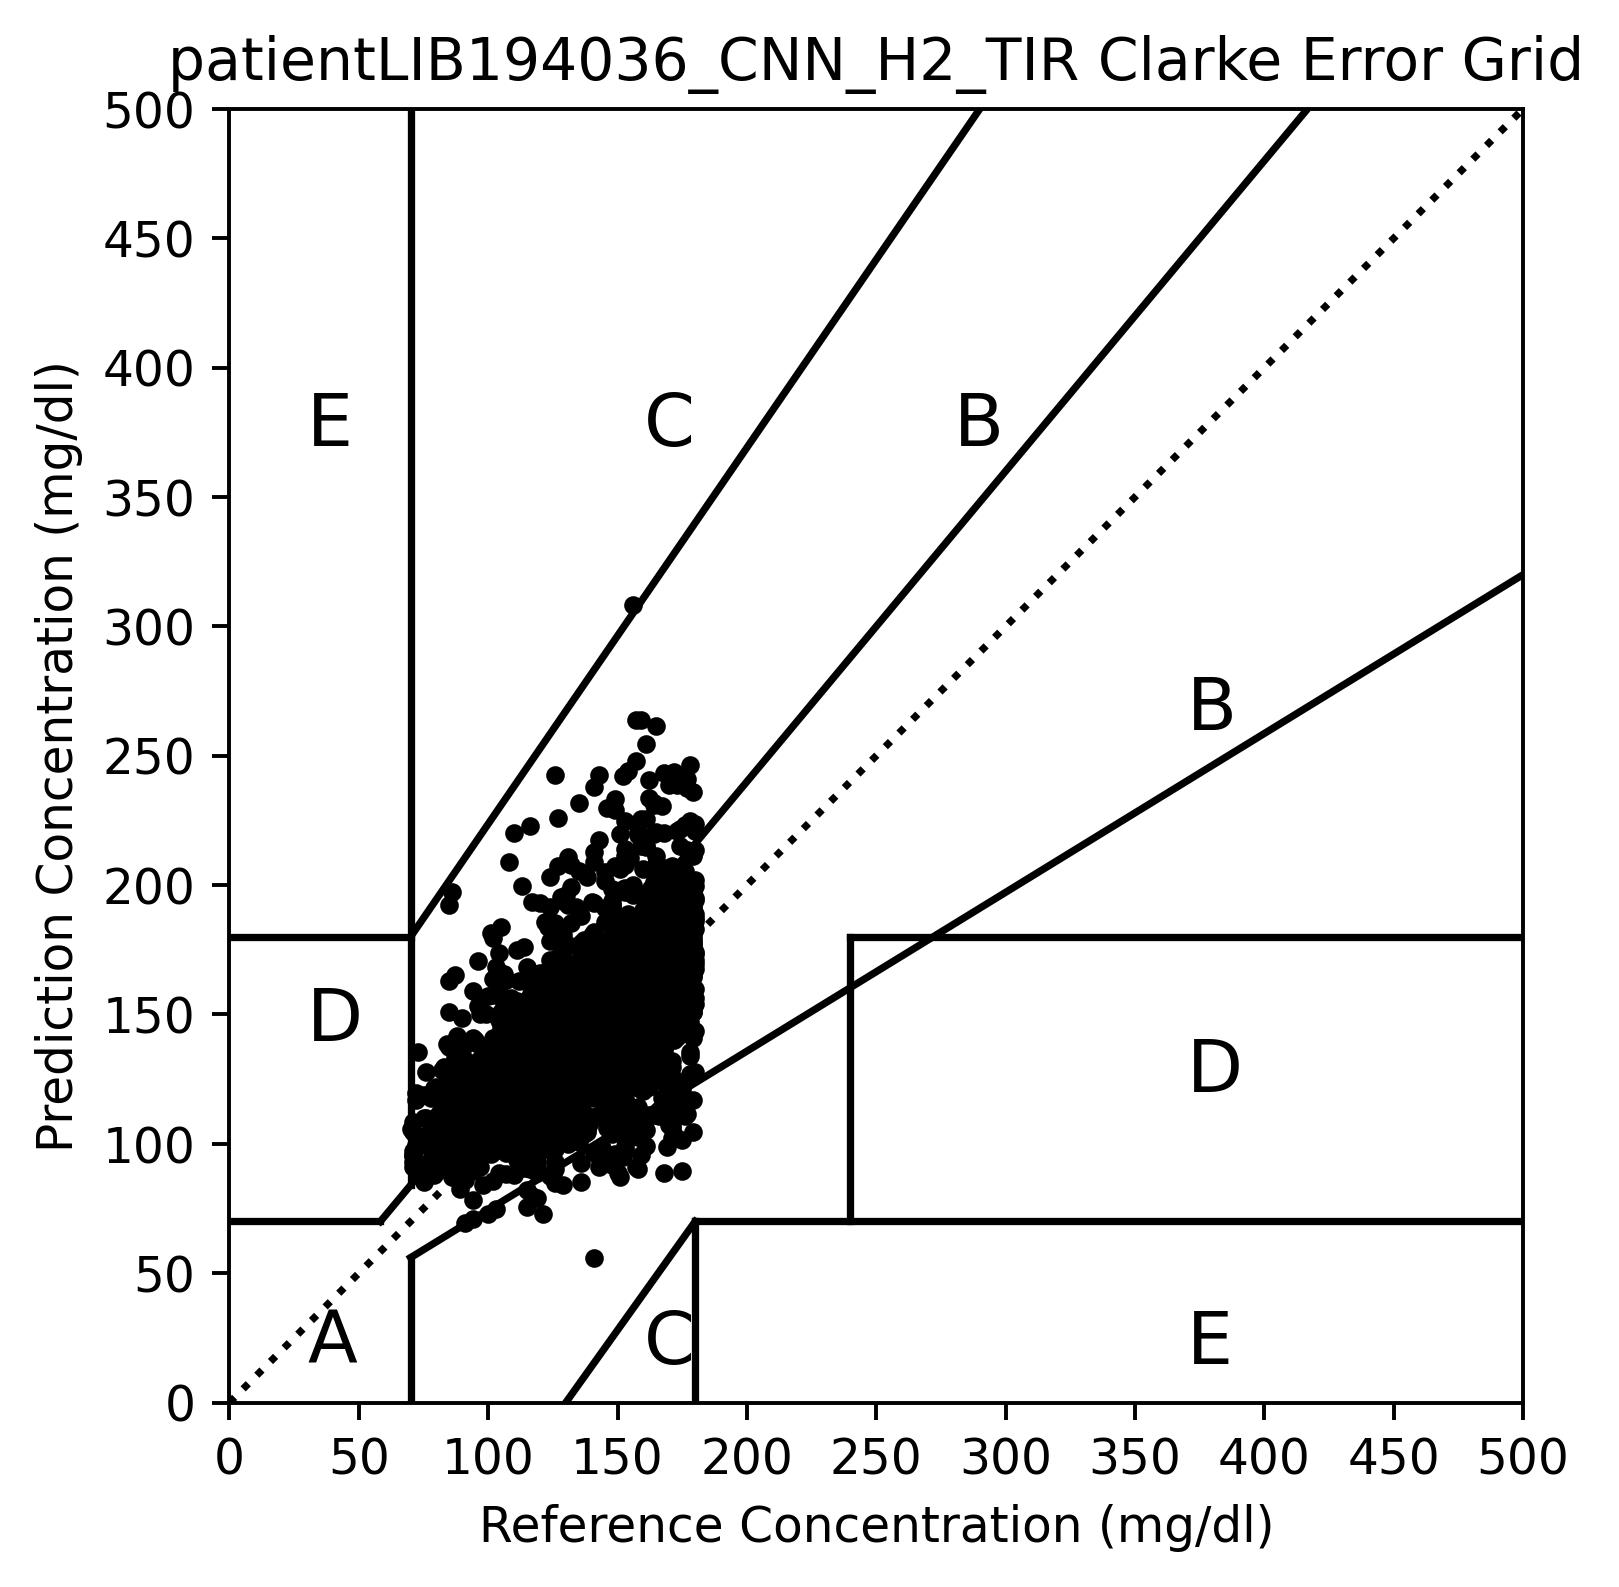 patientLIB194036_CNN_H2_TIR Clarke Error Grid
500
450
400
350
300
250
200
150
100
50
0
Prediction Concentration (mg/dl)
E
C
B
B
D
D
A
C
E
0 50 100 150 200 250 300 350 400 450 500
Reference Concentration (mg/dl)